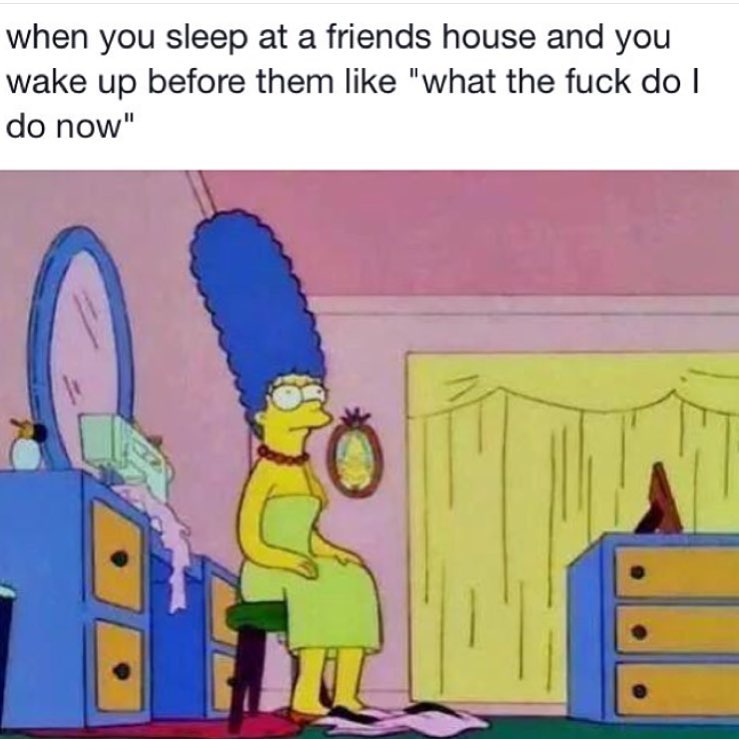 when you sleep at a friends house and you
wake up before them like "what the fuck do I
do now"